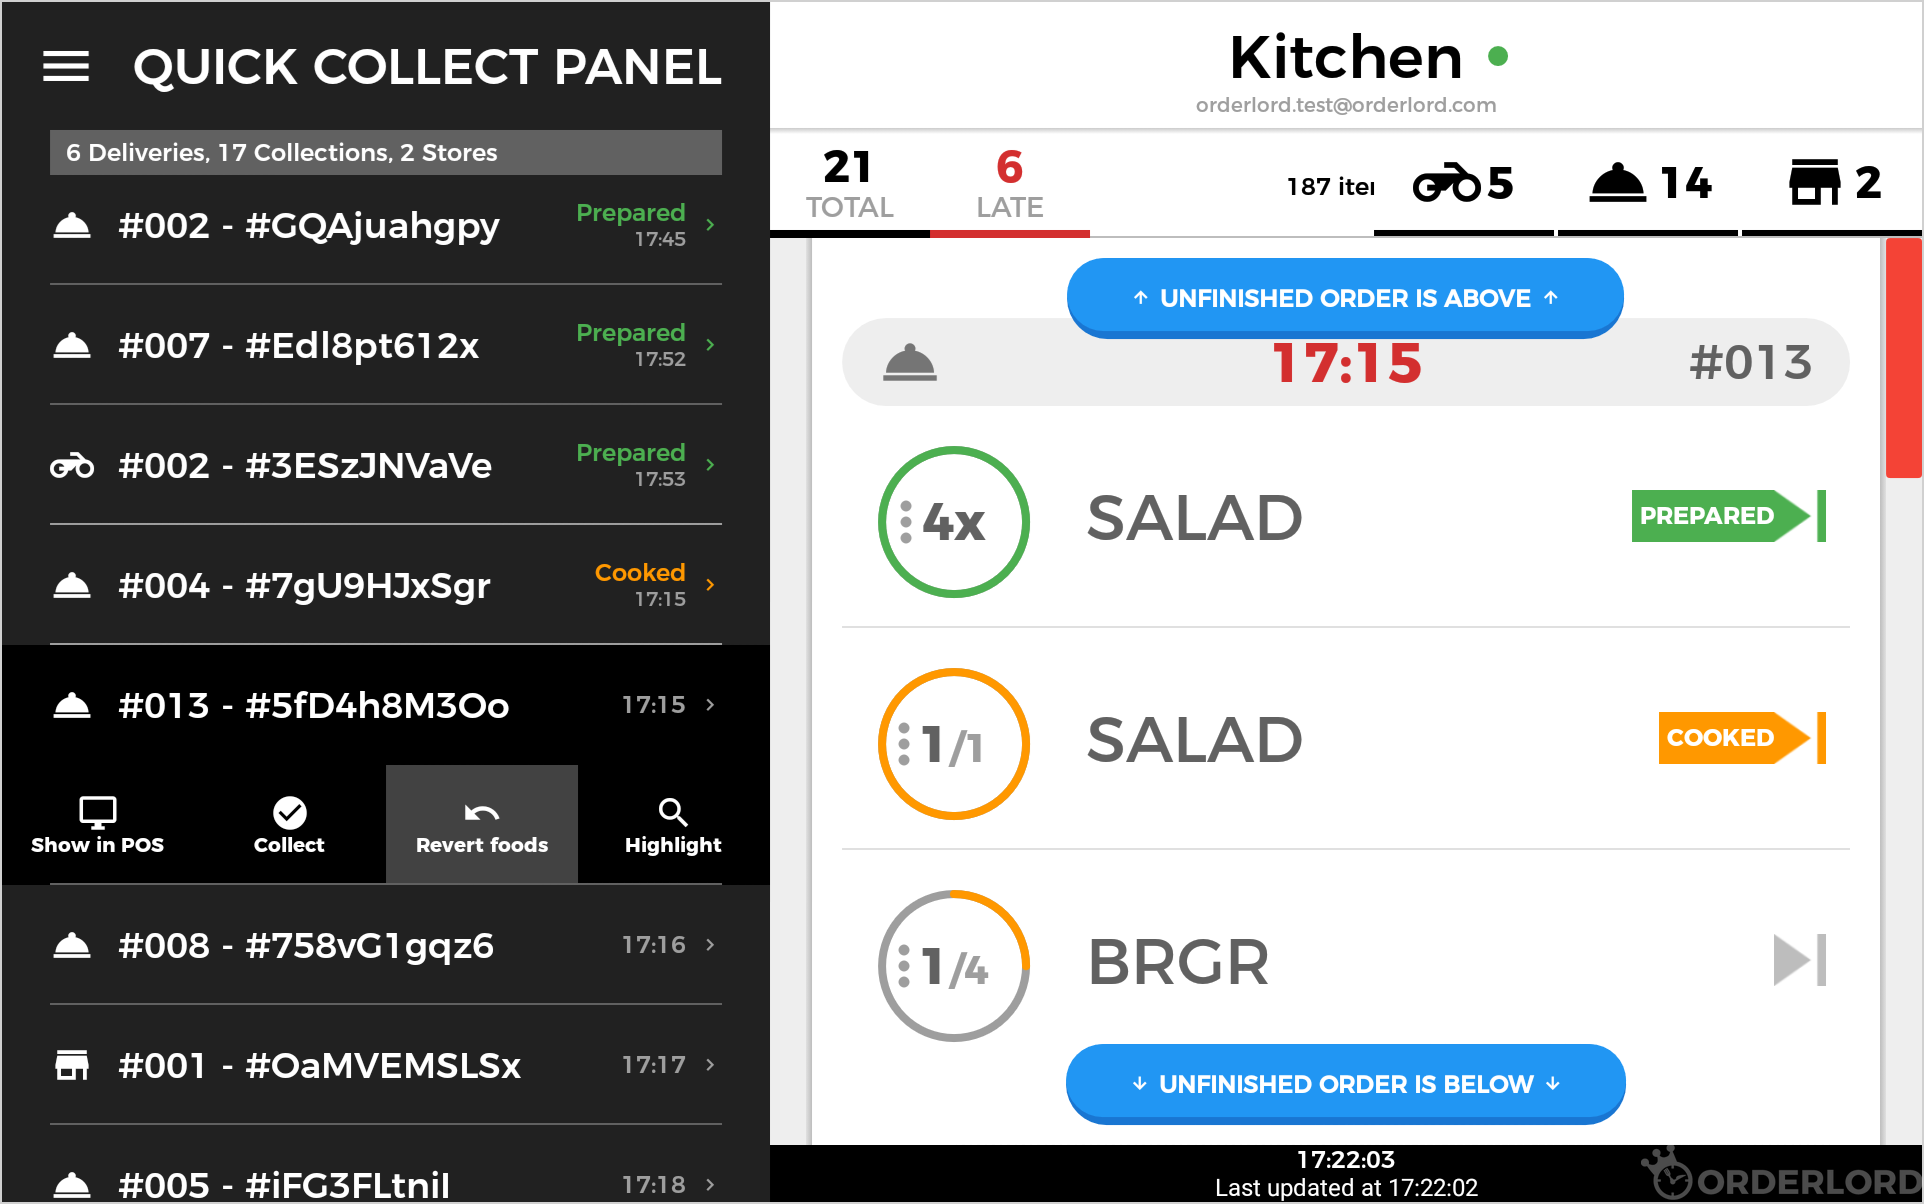 QUICK COLLECT PANEL
6 Deliveries, 17 Collections, 2 Stores
#002 - #GQAjuahgpy
Prepared
17:45
#007 - #Edl8pt612x
Prepared
17:52
#002 - #3ESzJNVaVe
Prepared
17:53
#004 - #7gU9HJxSgr
Cooked
17:15
#013 - #5fD4h8M3Oo
17:15
Show in POS
Collect
Revert foods
Highlight
#008 - #758vG1gqz6
17:16
#001 - #OaMVEMSLSx
17:17
#005 - #iFG3FLtnil
17:18
Kitchen
orderlord.test@orderlord.com
21
TOTAL
6
LATE
187 iter
5
14
2
↑ UNFINISHED ORDER IS ABOVE ↑
17:15
#013
4x
SALAD
PREPARED
1/1
SALAD
COOKED
1/4
BRGR
↓ UNFINISHED ORDER IS BELOW ↓
17:22:03
Last updated at 17:22:02
ORDERLORD